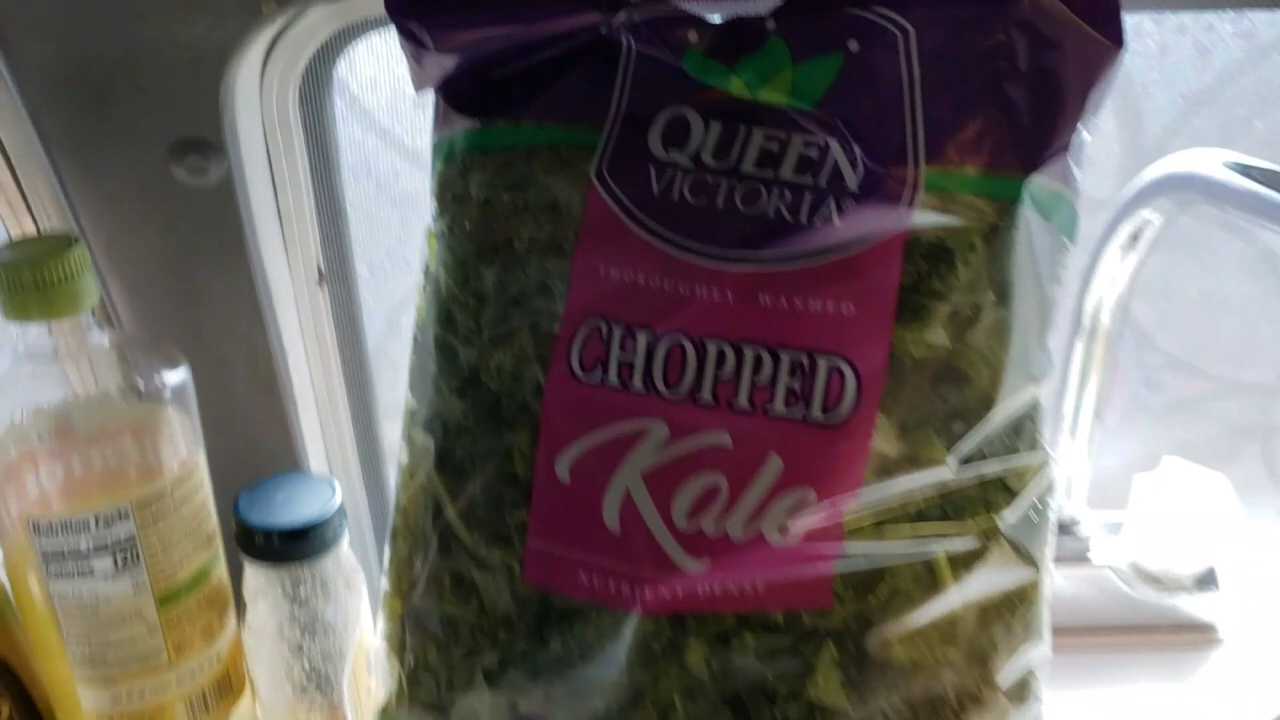 QUEEN
VICTORIA
THOROUGHLY WASHED
CHOPPED
Kale
NUTRIENT DENSE
Nutrition Facts
120